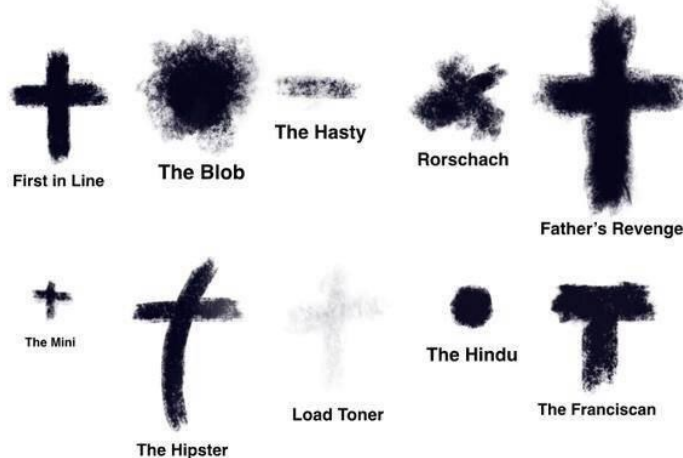 First in Line
The Blob
The Hasty
Rorschach
Father's Revenge
The Mini
The Hipster
Load Toner
The Hindu
The Franciscan